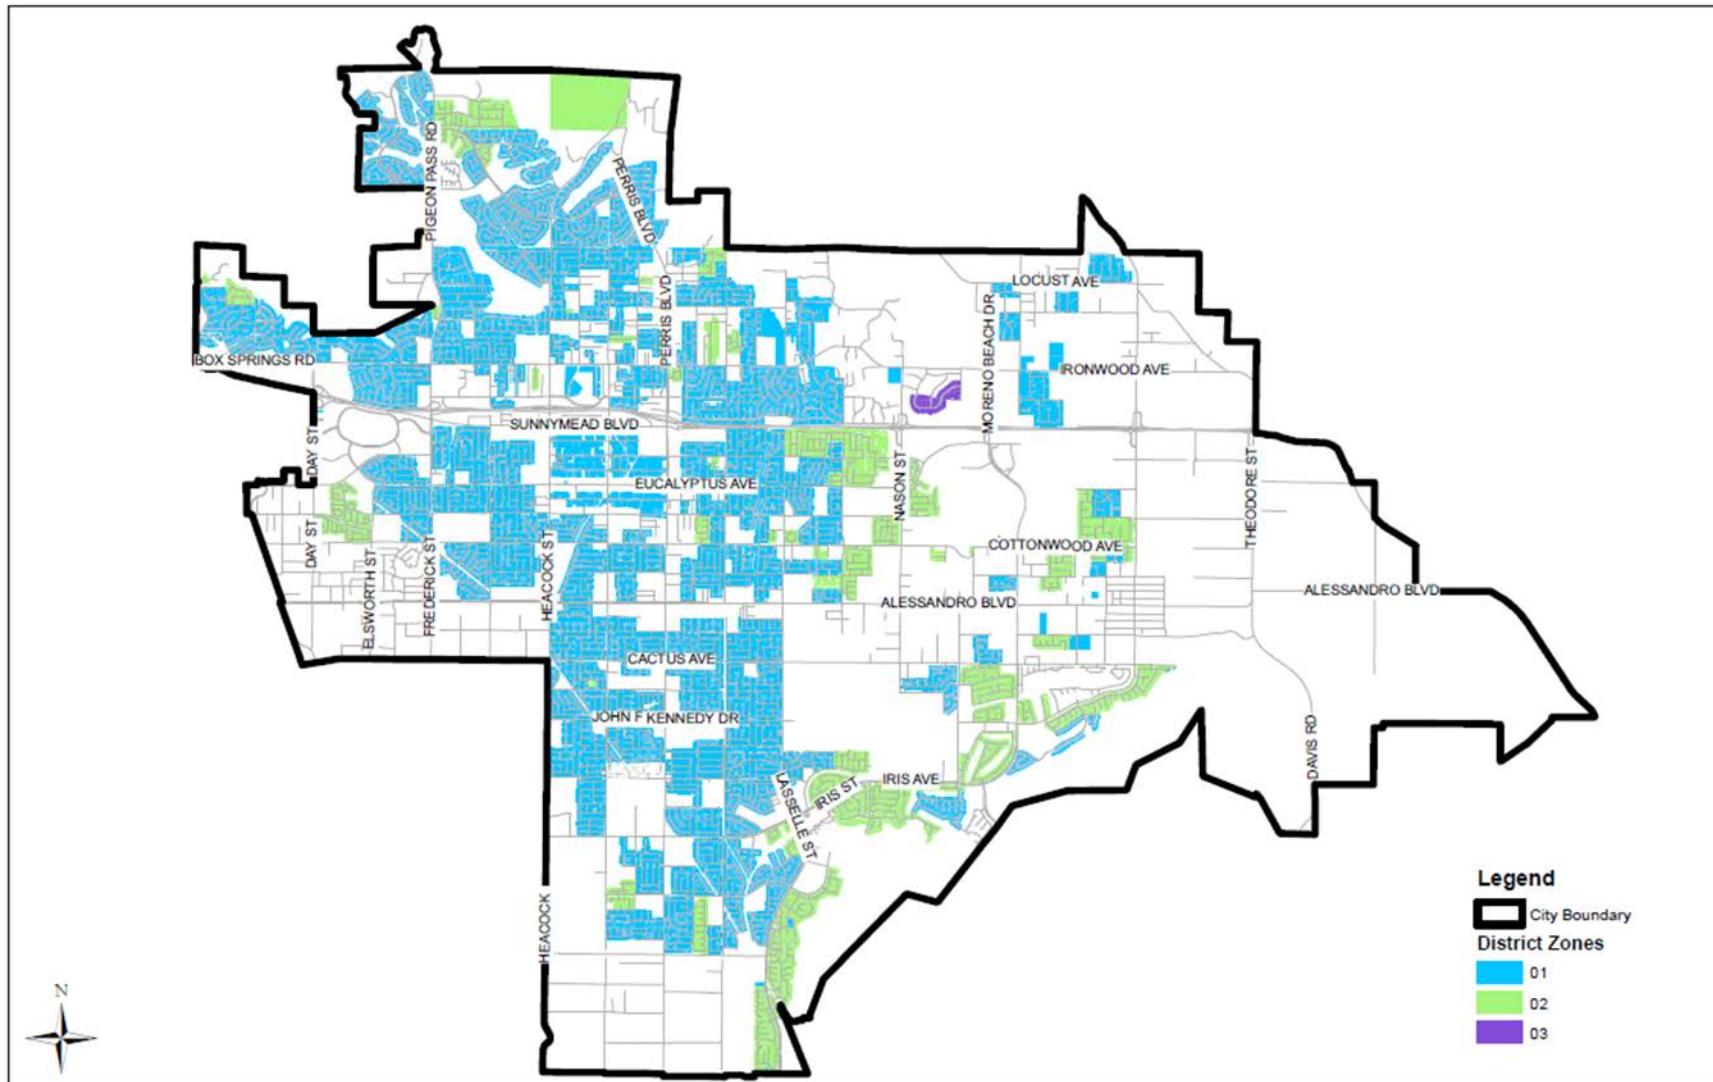 PIGEON PASS RD
PERRIS BLVD
LOCUST AVE
PERRIS BLVD
MORENO BEACH DR
BOX SPRINGS RD
IRONWOOD AVE
SUNNYMEAD BLVD
DAY ST
EUCALYPTUS AVE
NASON ST
THEODORE ST
DAY ST
ELSWORTH ST
FREDERICK ST
HEACOCK ST
COTTONWOOD AVE
ALESSANDRO BLVD
ALESSANDRO BLVD
CACTUS AVE
JOHN F KENNEDY DR
DAVIS RD
IRIS AVE
IRIS ST
LASSELLE ST
HEACOCK
Legend
City Boundary
District Zones
01
02
03
N